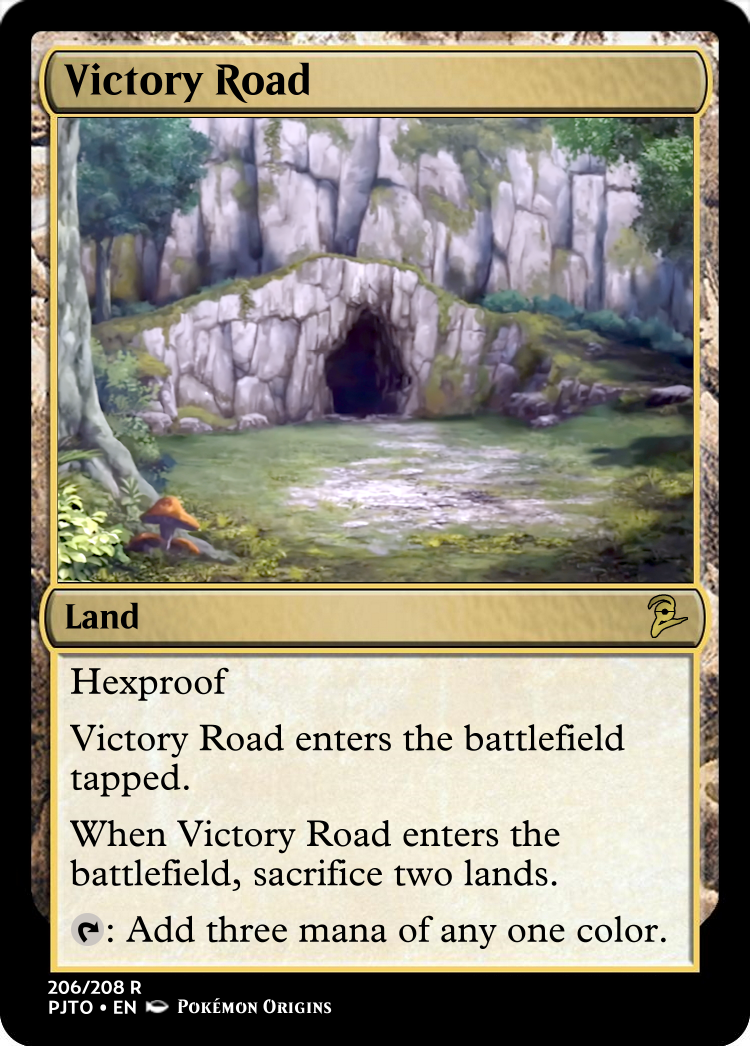 Victory Road
Land
Hexproof
Victory Road enters the battlefield
tapped.
When Victory Road enters the
battlefield, sacrifice two lands.
: Add three mana of any one color.
206/208 R
PJTO • EN Pokémon Origins